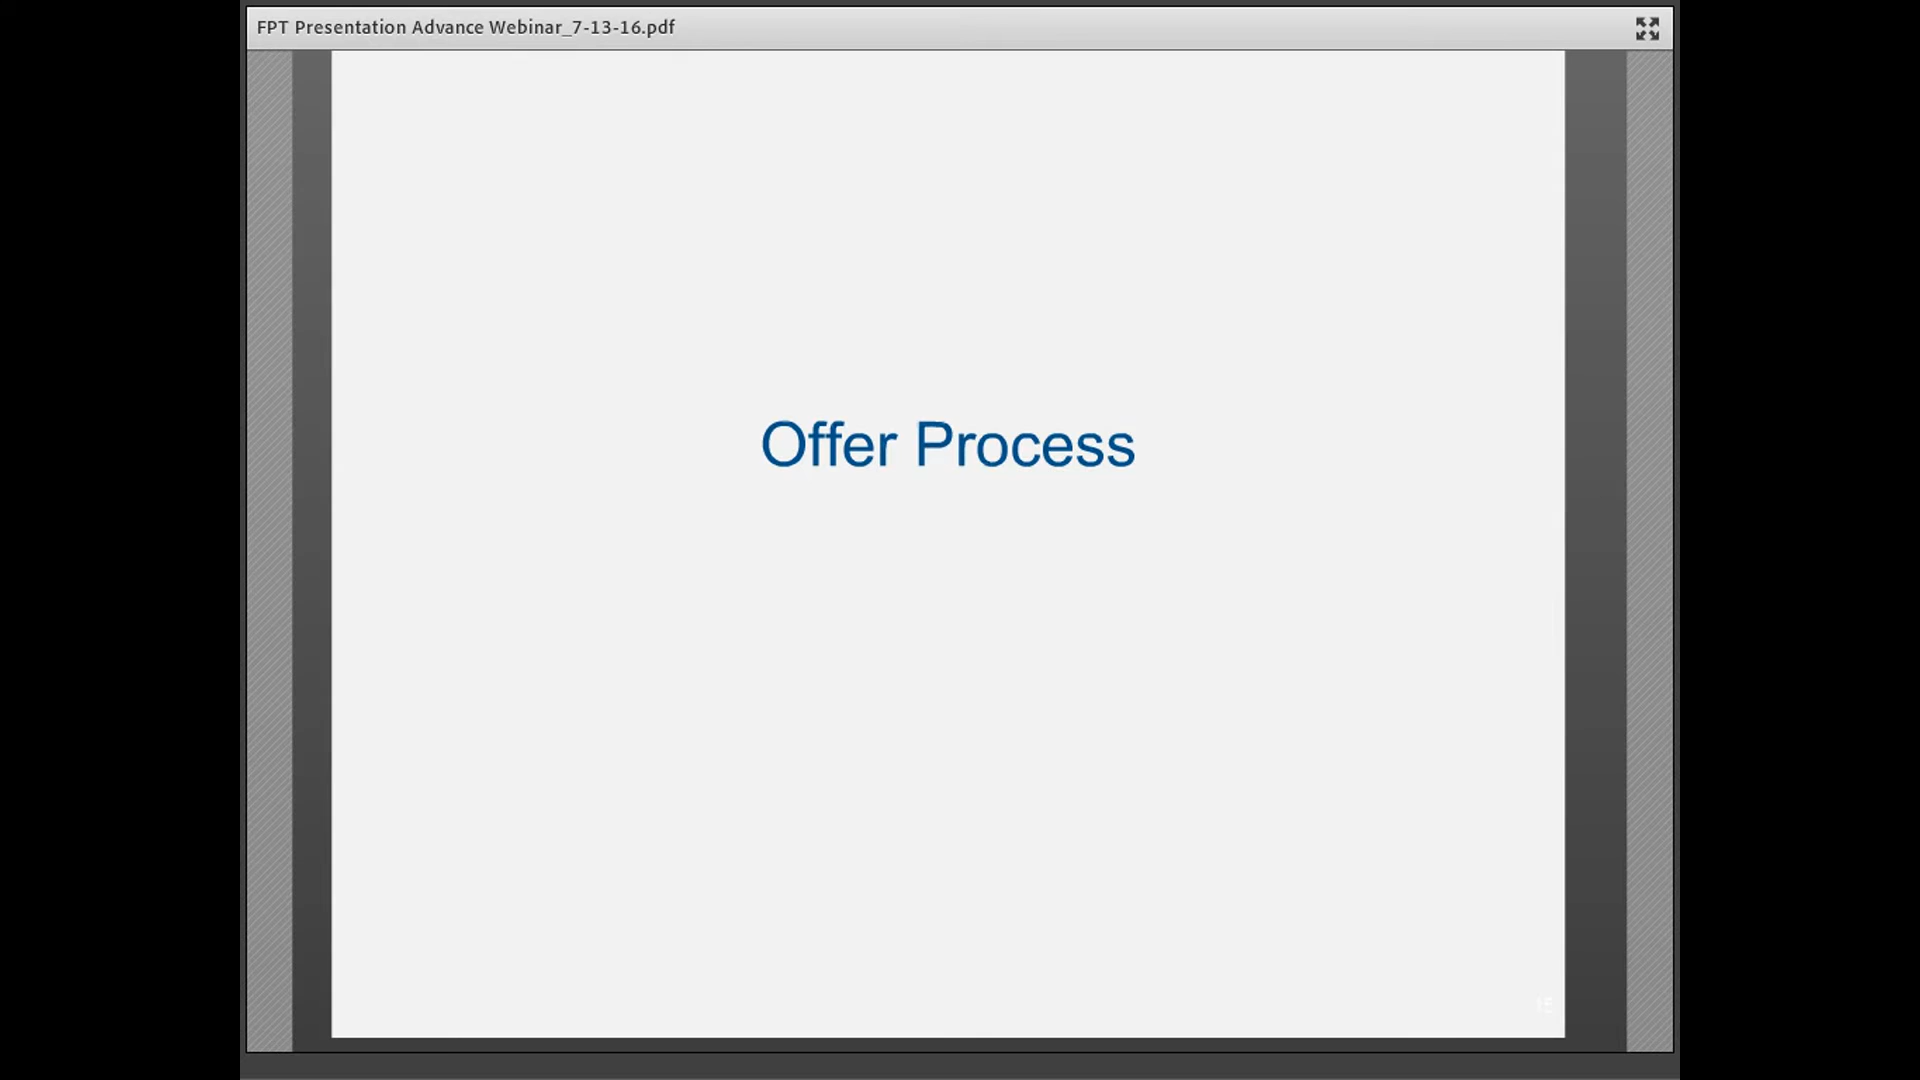 FPT Presentation Advance Webinar_7-13-16.pdf
Offer Process